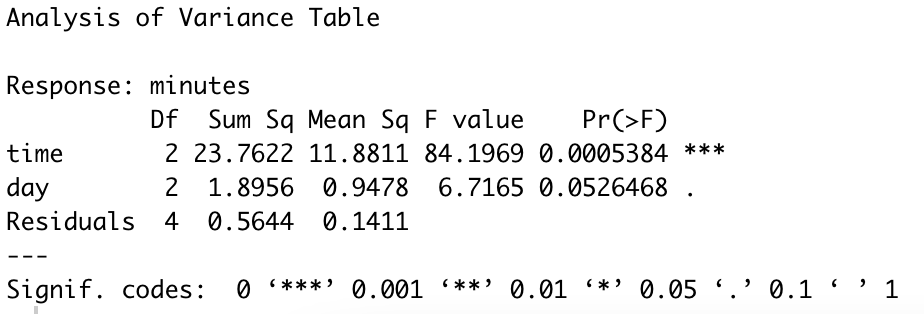 Analysis of Variance Table
Response: minutes
Df Sum Sq Mean Sq F value Pr(>F)
time 2 23.7622 11.8811 84.1969 0.0005384 ***
day 2 1.8956 0.9478 6.7165 0.0526468 .
Residuals 4 0.5644 0.1411
---
Signif. codes: 0 ‘***’ 0.001 ‘**’ 0.01 ‘*’ 0.05 ‘.’ 0.1 ‘ ’ 1